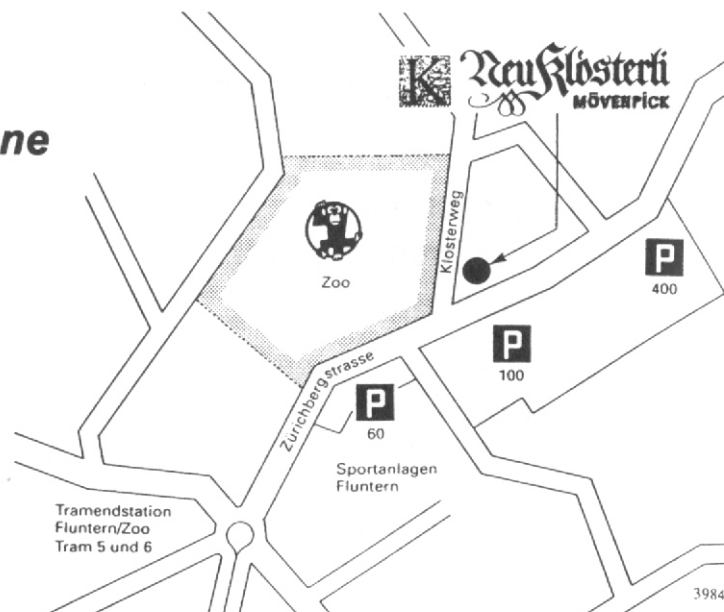 Neu Klösterli
MÖVENPICK
ne
K
Klosterweg
Zoo
P
400
P
100
Zürichbergstrasse
P
60
Sportanlagen
Fluntern
Tramendstation
Fluntern/Zoo
Tram 5 und 6
3984